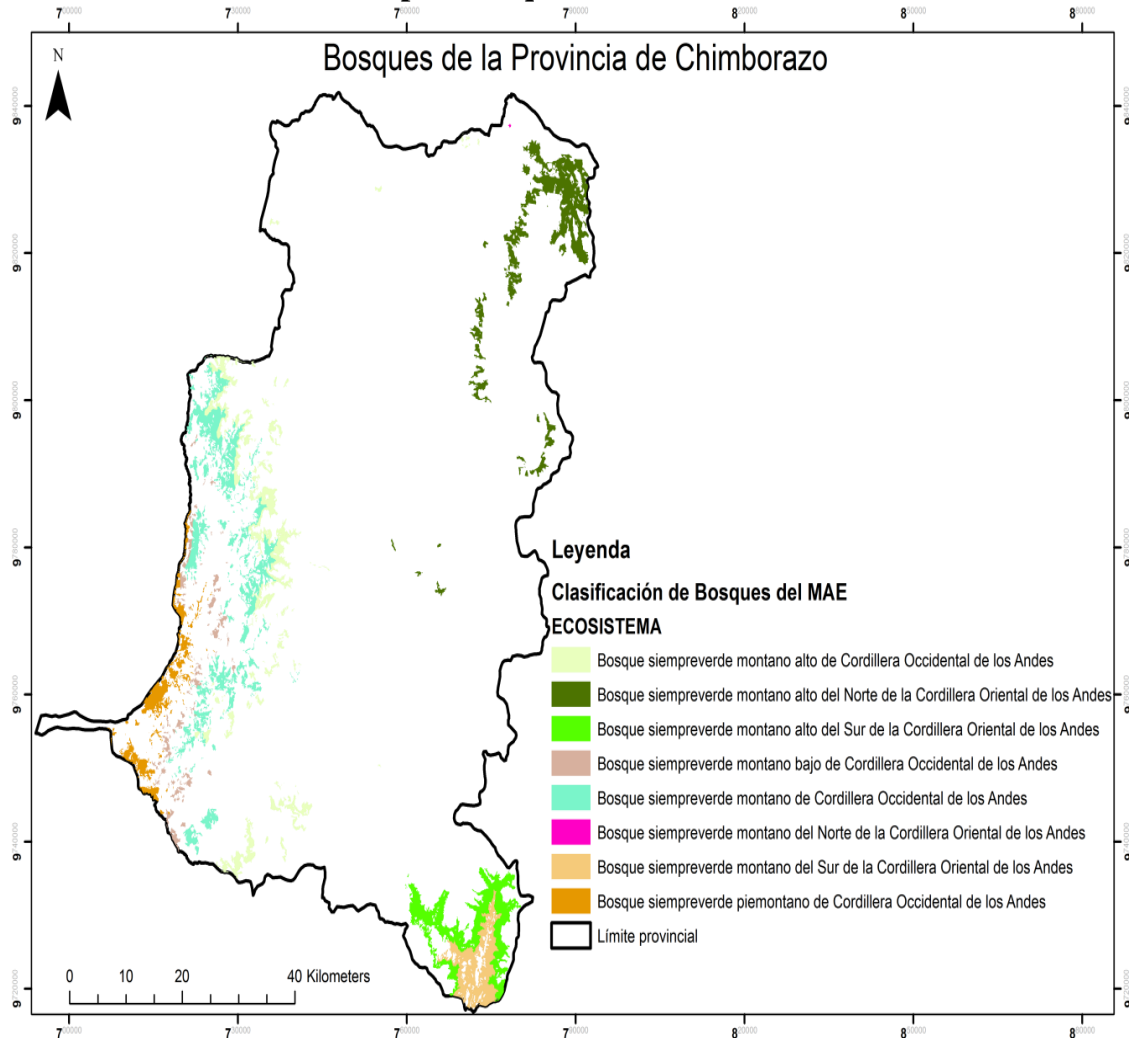 Bosques de la Provincia de Chimborazo
N
Leyenda
Clasificación de Bosques del MAE
ECOSISTEMA
Bosque siempreverde montano alto de Cordillera Occidental de los Andes
Bosque siempreverde montano alto del Norte de la Cordillera Oriental de los Andes
Bosque siempreverde montano alto del Sur de la Cordillera Oriental de los Andes
Bosque siempreverde montano bajo de Cordillera Occidental de los Andes
Bosque siempreverde montano de Cordillera Occidental de los Andes
Bosque siempreverde montano del Norte de la Cordillera Oriental de los Andes
Bosque siempreverde montano del Sur de la Cordillera Oriental de los Andes
Bosque siempreverde piemontano de Cordillera Occidental de los Andes
Límite provincial
0 10 20 40 Kilometers